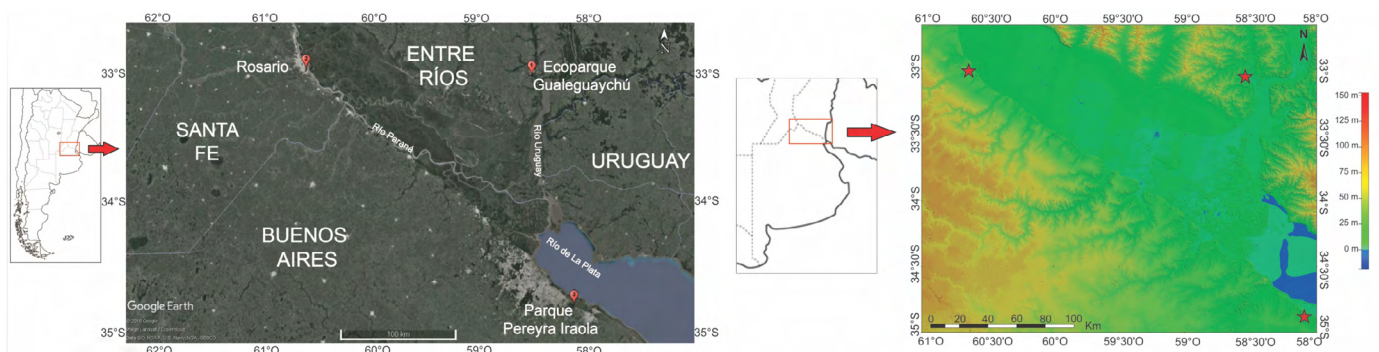 62°O
61°O
60°O
59°O
58°O
33°S
34°S
35°S
33°S
34°S
35°S
N
Rosario
ENTRE
RÍOS
Ecoparque
Gualeguaychú
SANTA
FE
Río Paraná
Río Uruguay
URUGUAY
BUENOS
AIRES
Río de La Plata
Parque
Pereyra Iraola
Google Earth
100 km
62°O
61°O
60°O
59°O
58°O
61°O
60°30'O
60°O
59°30'O
59°O
58°30'O
58°O
N
33°S
33°30'S
34°S
34°30'S
35°S
33°S
33°30'S
34°S
34°30'S
35°S
150 m
125 m
100 m
75 m
50 m
25 m
0 m
0 20 40 60 80 100
Km
61°O
60°30'O
60°O
59°30'O
59°O
58°30'O
58°O